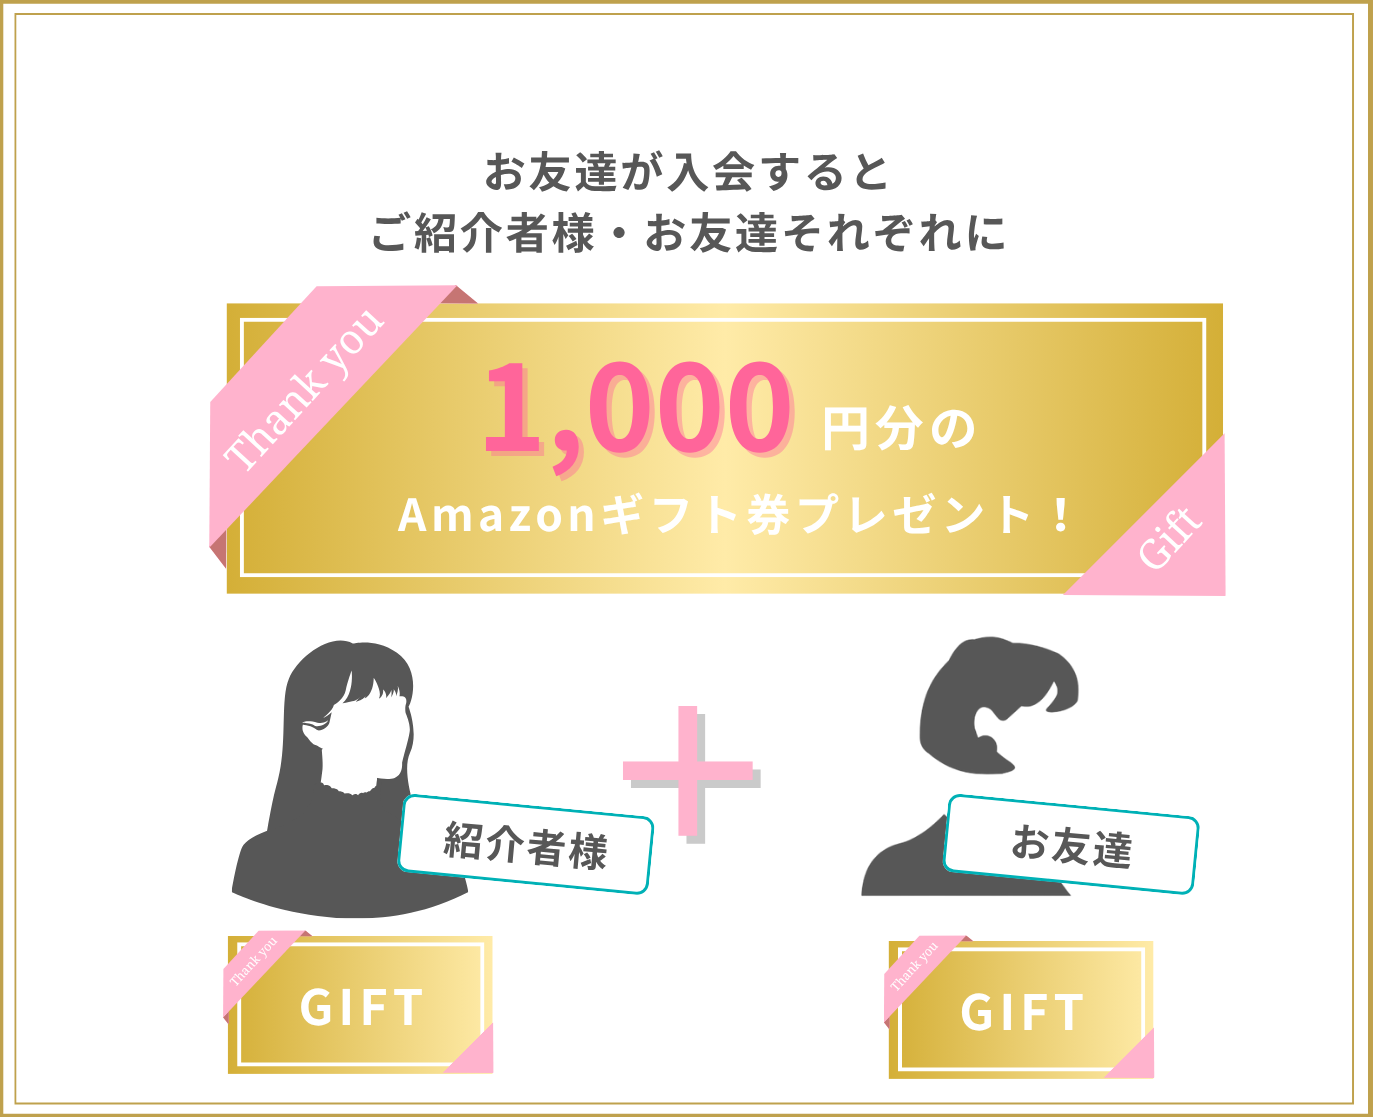 お友達が入会すると
ご紹介者様・お友達それぞれに
Thank you
1,000 円分の
Amazonギフト券プレゼント！
Gift
紹介者様
お友達
Thank you
GIFT
Thank you
GIFT